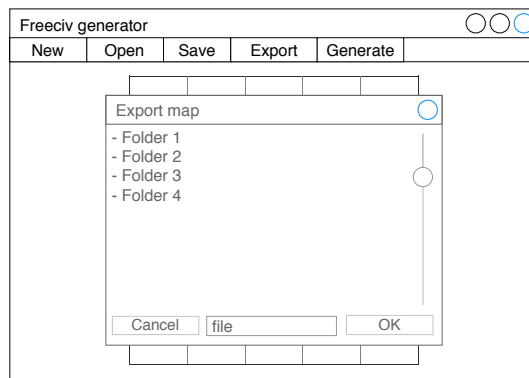 Freeciv generator
New Open Save Export Generate
Export map
- Folder 1
- Folder 2
- Folder 3
- Folder 4
Cancel file OK